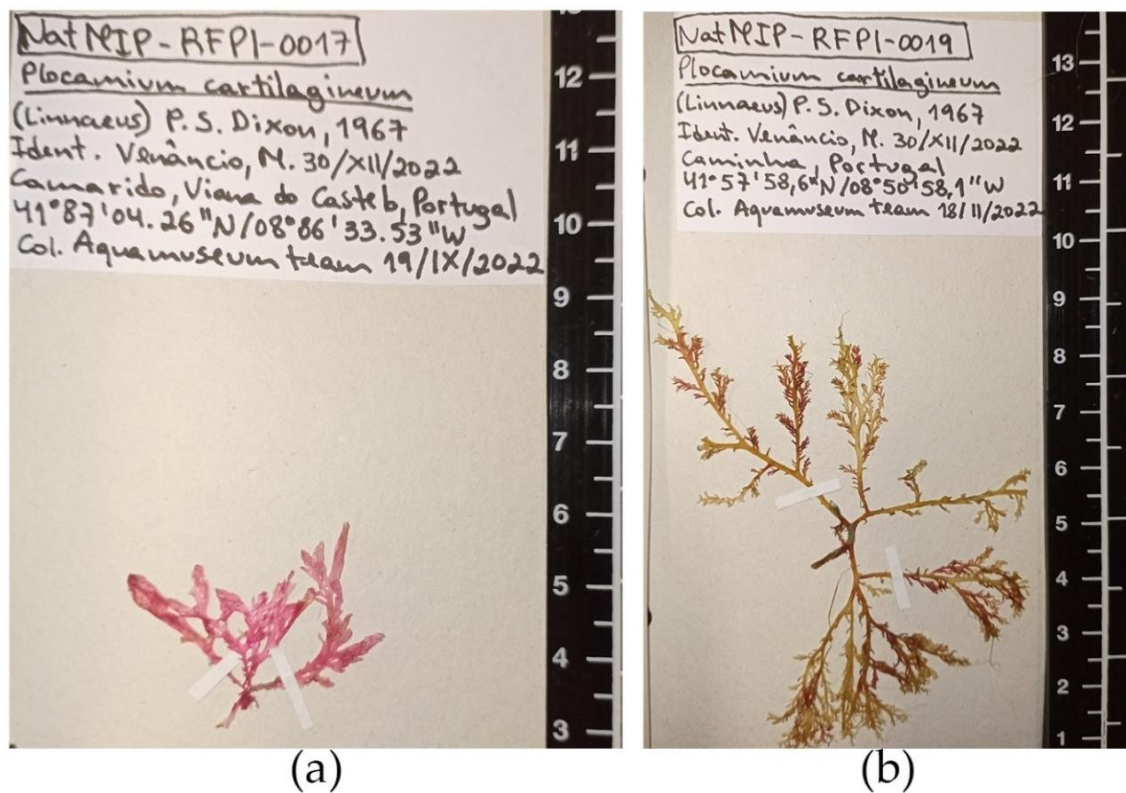 NatMIP-RFPI-0017
Plocamium cartilagineum
(Linnaeus) P. S. Dixon, 1967
Ident. Venâncio, M. 30/XII/2022
Camarido, Viana do Castelo, Portugal
41°87'04.26"N/08°86'33.53"W
Col. Aquamuseum team 19/IX/2022
12
11
10
9
8
7
6
5
4
3
(a)
NatMIP-RFPI-0019
Plocamium cartilagineum
(Linnaeus) P. S. Dixon, 1967
Ident. Venâncio, M. 30/XII/2022
Caminha, Portugal
41°57'58,6"N/08°50'58,1"W
Col. Aquamuseum team 18/II/2022
13
12
11
10
9
8
7
6
5
4
3
2
1
(b)